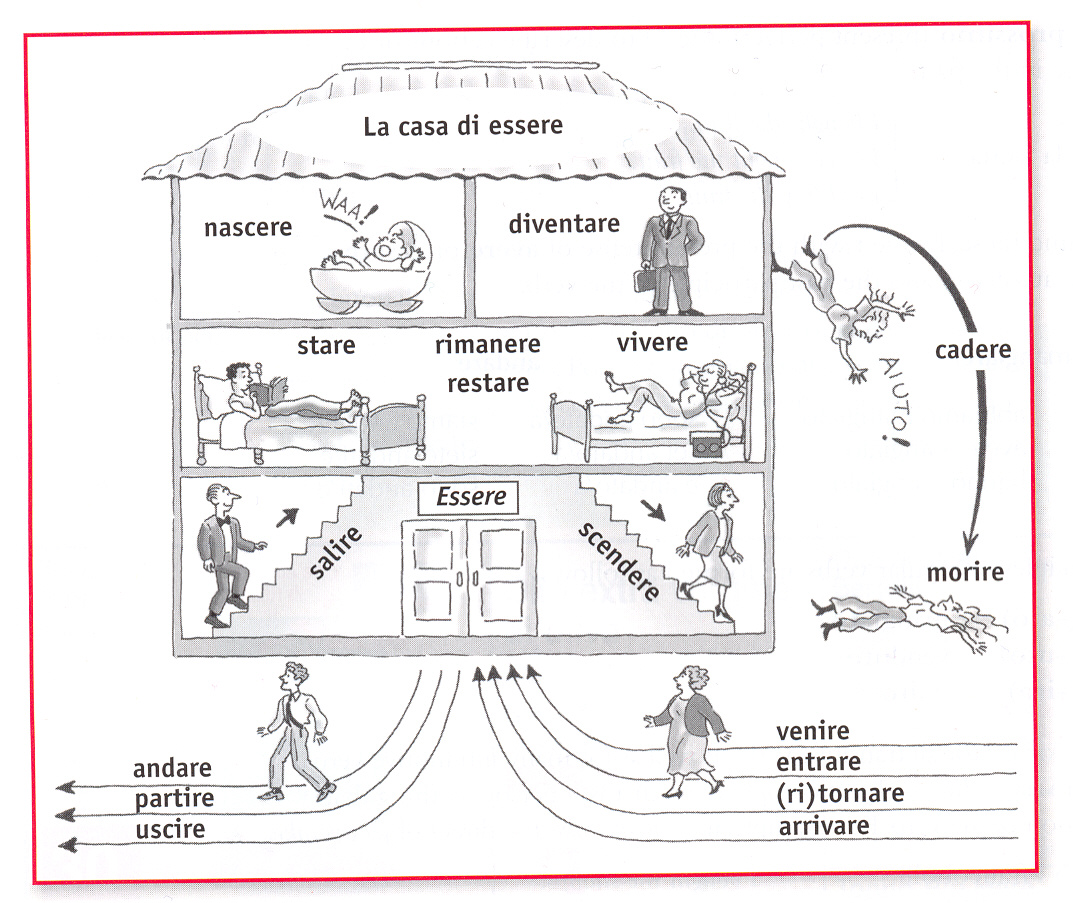 La casa di essere
nascere
WAA!
diventare
stare
rimanere
vivere
restare
cadere
AIUTO!
Essere
salire
scendere
morire
venire
andare
entrare
partire
(ri)tornare
uscire
arrivare